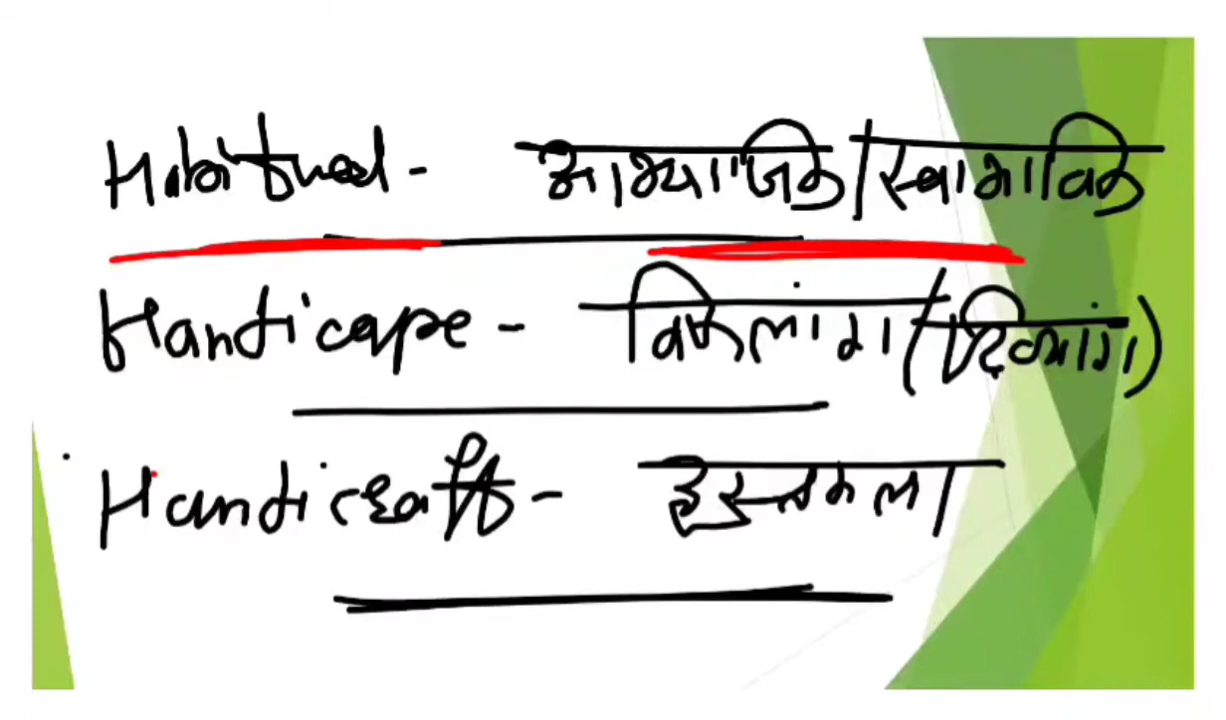 Habitual - आभ्याजिक/स्वाभाविक
Handicape - विकलांग (दिव्यांग)
Handicraft - हस्तकला